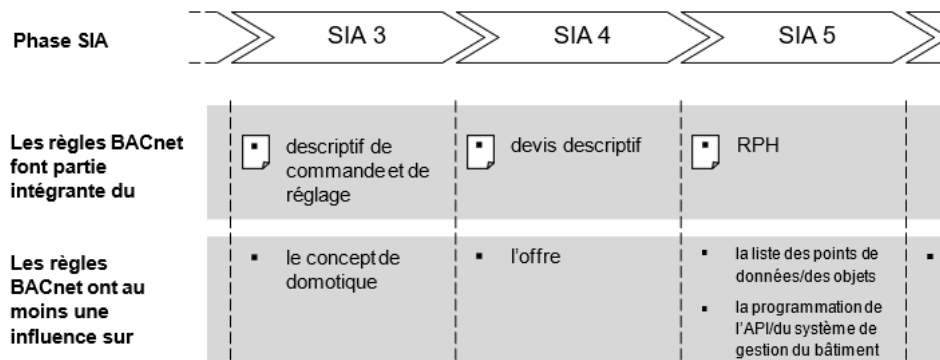 Phase SIA
SIA 3
SIA 4
SIA 5
Les règles BACnet
font partie
intégrante du
descriptif de
commande et de
réglage
devis descriptif
RPH
Les règles
BACnet ont au
moins une
influence sur
le concept de
domotique
l'offre
la liste des points de
données/des objets
la programmation de
l'API/du système de
gestion du bâtiment